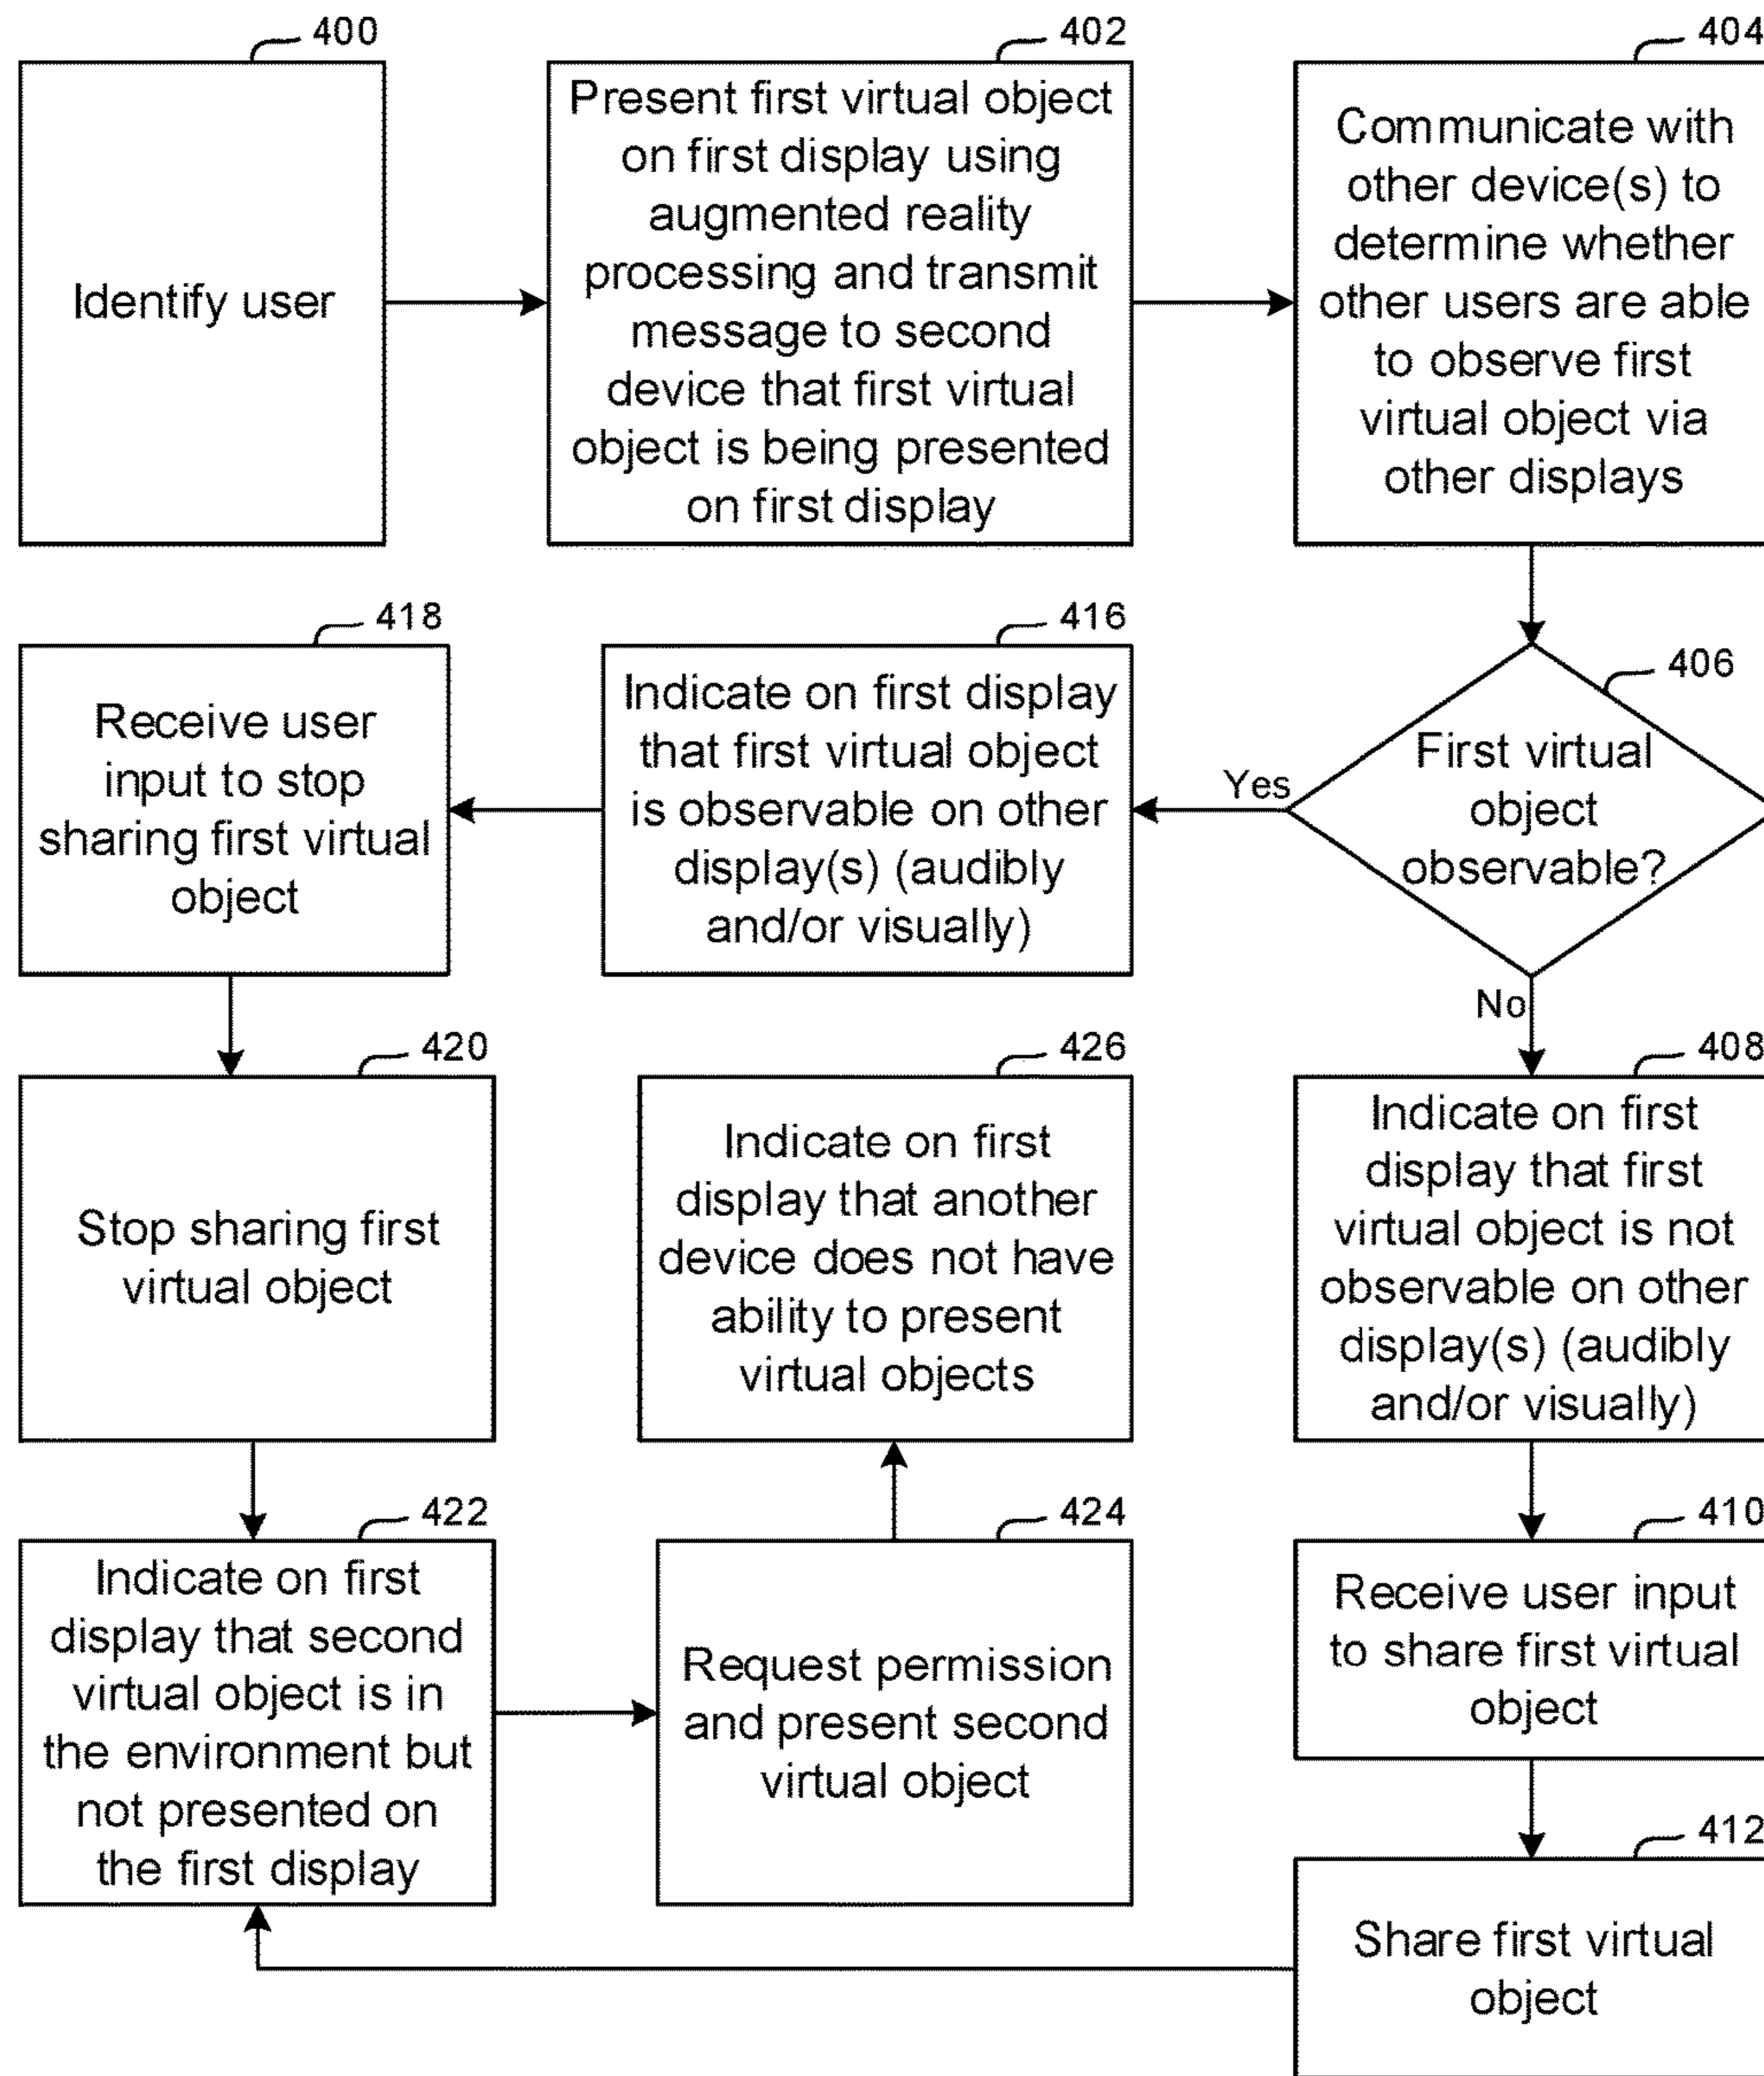 400
Identify user
402
Present first virtual object
on first display using
augmented reality
processing and transmit
message to second
device that first virtual
object is being presented
on first display
404
Communicate with
other device(s) to
determine whether
other users are able
to observe first
virtual object via
other displays
406
First virtual
object
observable?
Yes
No
416
Indicate on first display
that first virtual object
is observable on other
display(s) (audibly
and/or visually)
418
Receive user
input to stop
sharing first virtual
object
420
Stop sharing first
virtual object
408
Indicate on first
display that first
virtual object is not
observable on other
display(s) (audibly
and/or visually)
410
Receive user input
to share first virtual
object
412
Share first virtual
object
422
Indicate on first
display that second
virtual object is in
the environment but
not presented on
the first display
424
Request permission
and present second
virtual object
426
Indicate on first
display that another
device does not have
ability to present
virtual objects